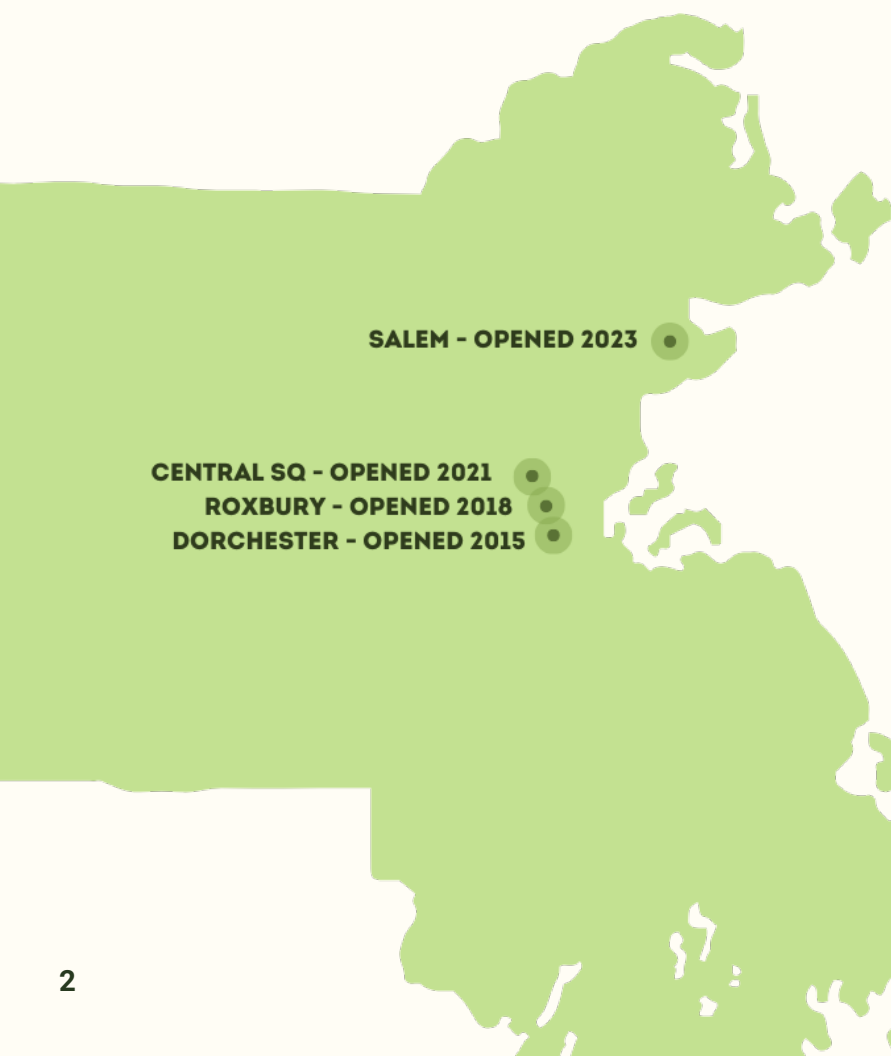 SALEM - OPENED 2023
CENTRAL SQ - OPENED 2021
ROXBURY - OPENED 2018
DORCHESTER - OPENED 2015
2